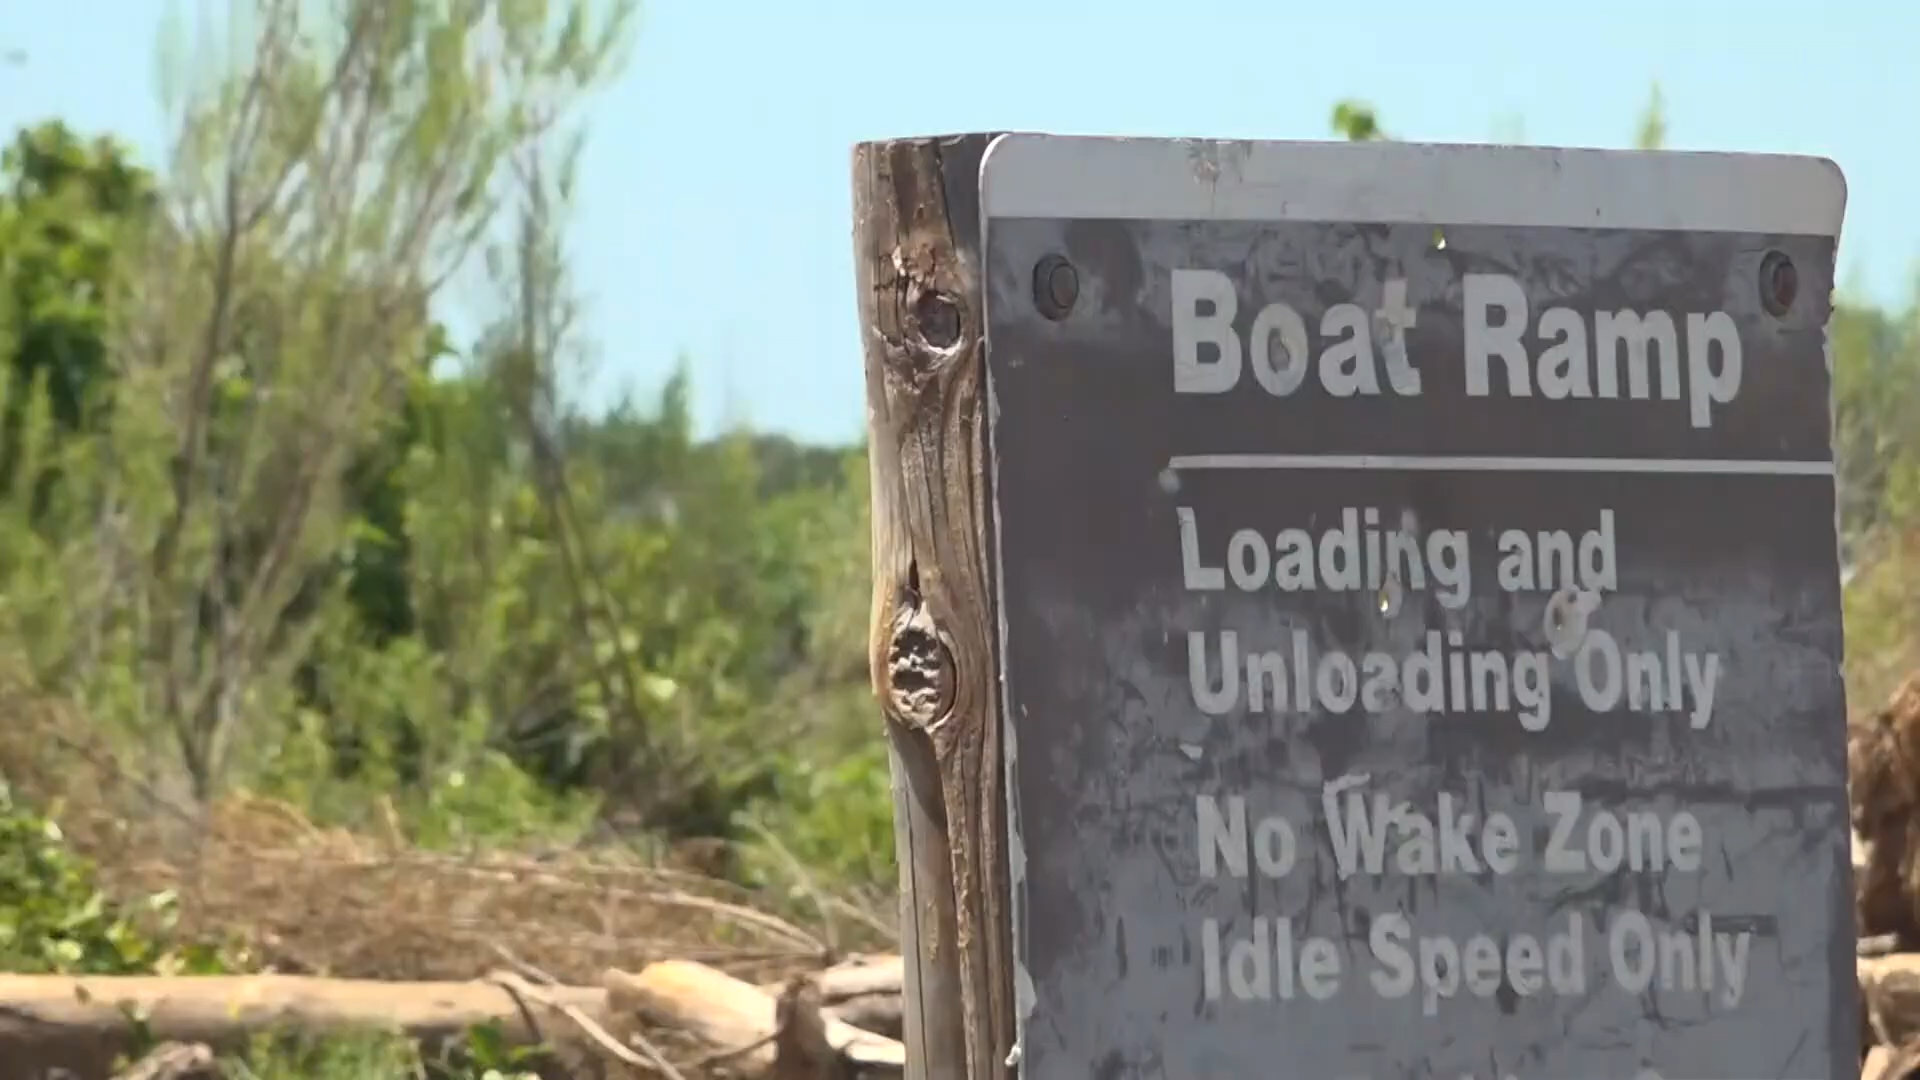 Boat Ramp
Loading and
Unloading Only
No Wake Zone
Idle Speed Only